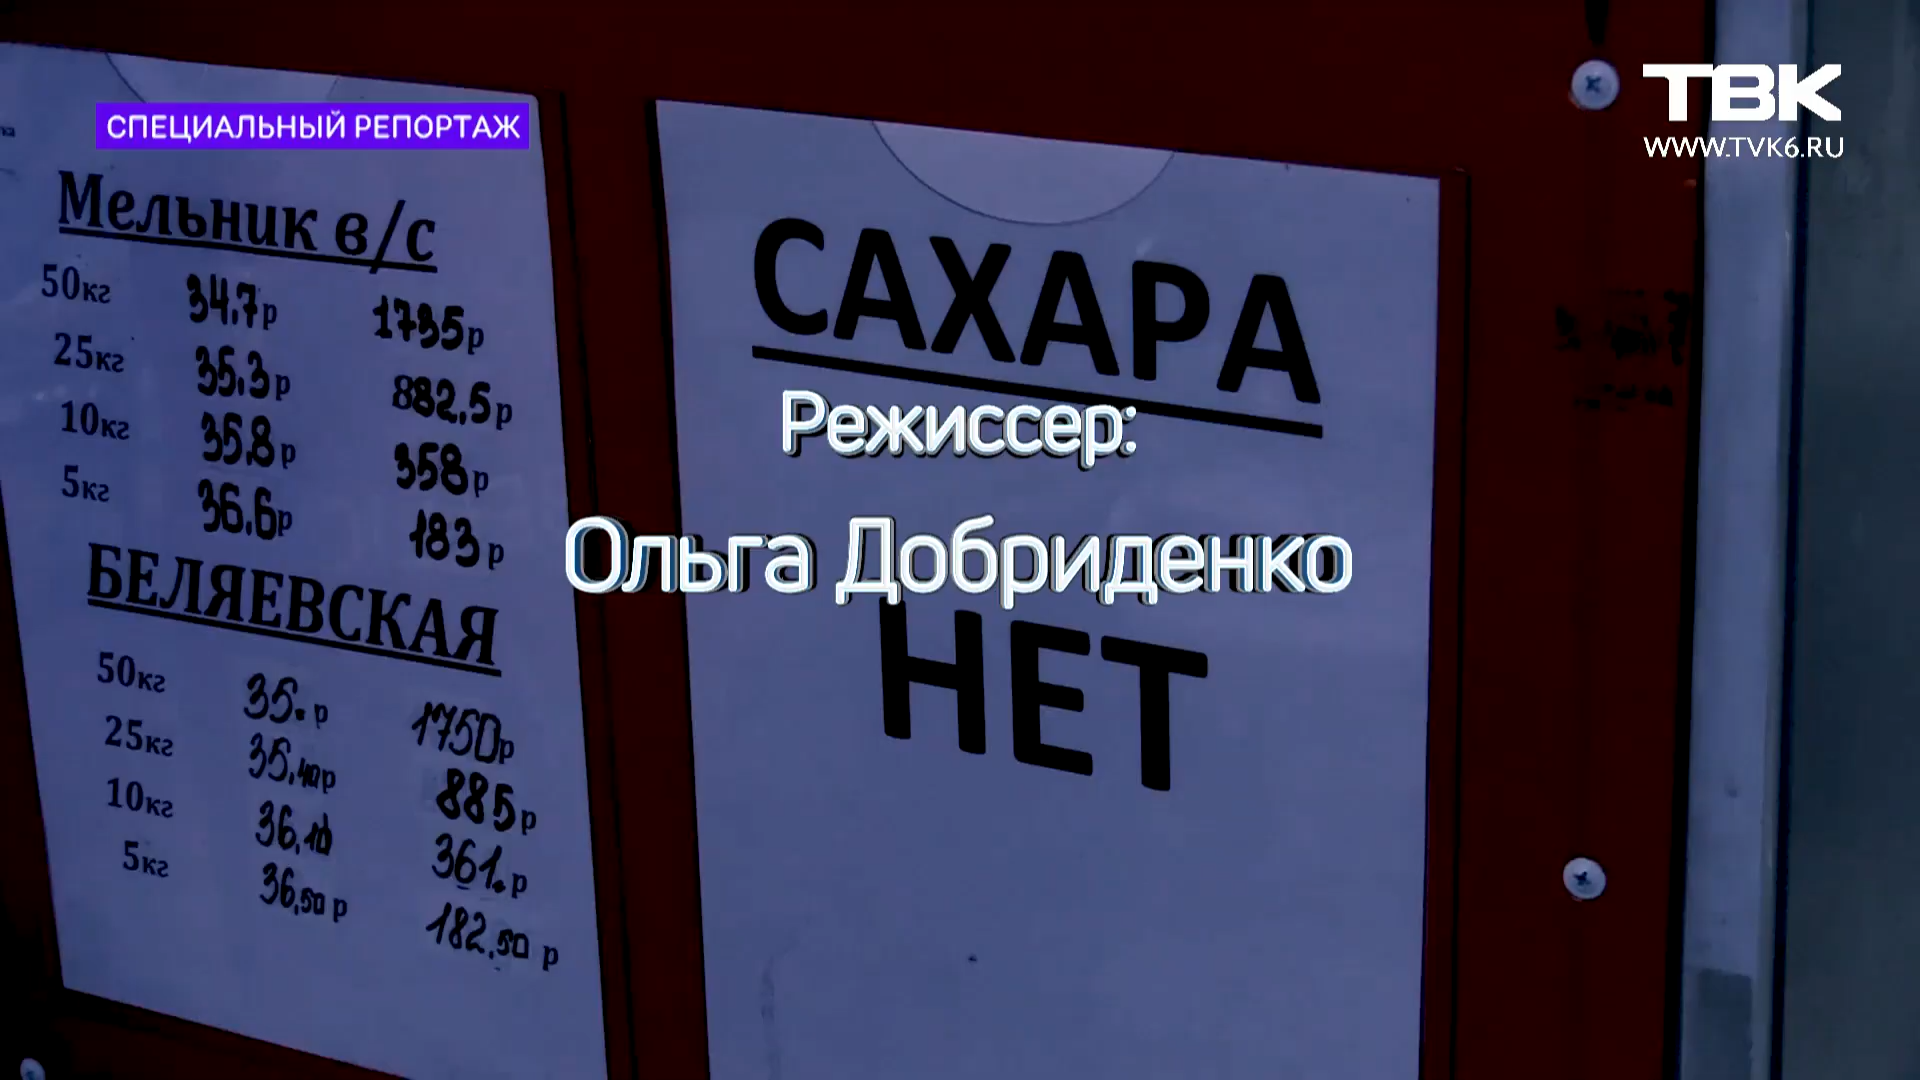 СПЕЦИАЛЬНЫЙ РЕПОРТАЖ
ТВК
WWW.TVK6.RU
Мельник в/с
50кг 34.7р 1735р
25кг 35.3р 882.5р
10кг 35.8р 358р
5кг 36.6р 183р
БЕЛЯЕВСКАЯ
50кг 35.р 1750р
25кг 35.40р 885р
10кг 36,10 361.р
5кг 36,50р 182.50р
САХАРА
Режиссер:
Ольга Добриденко
НЕТ